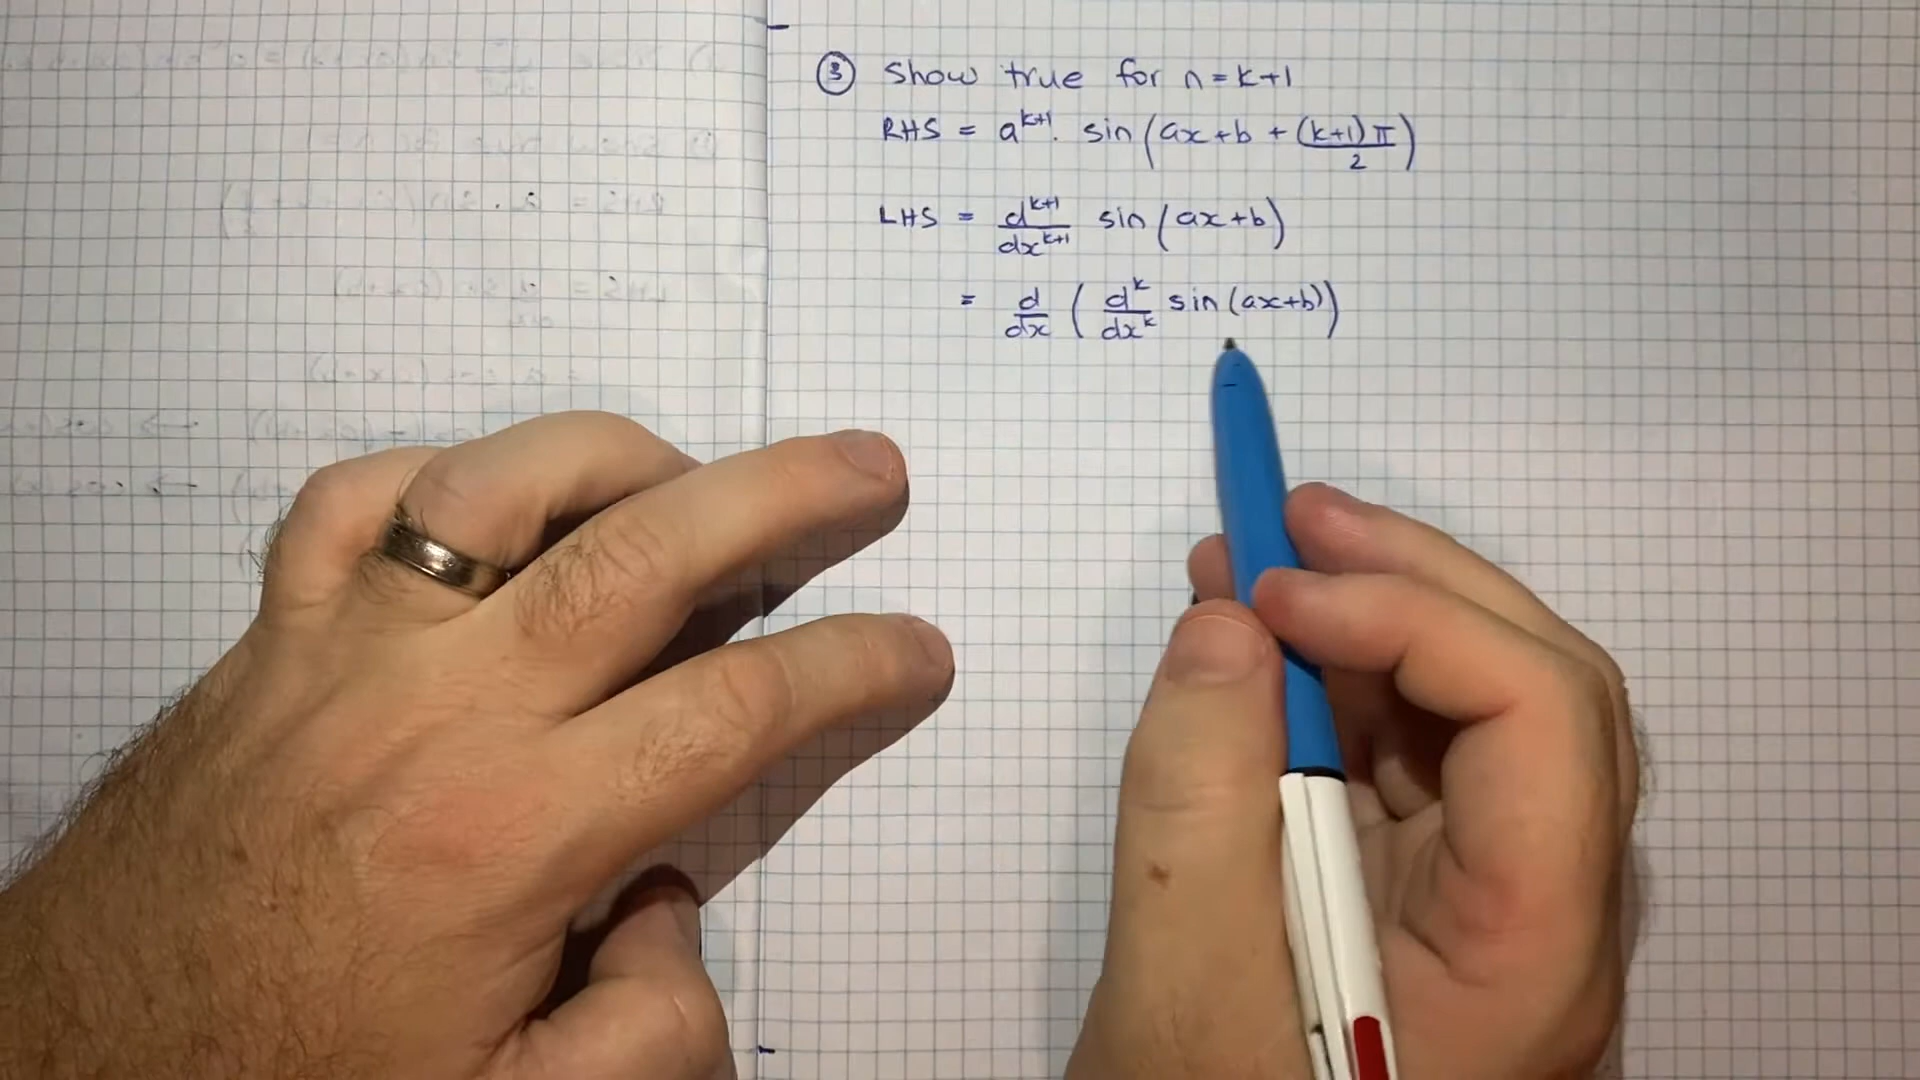 ③ Show true for n = k+1
RHS = a^{k+1} . sin(ax+b + (k+1)π/2)
LHS = d^{k+1}/dx^{k+1} sin(ax+b)
= d/dx (d^k/dx^k sin(ax+b))